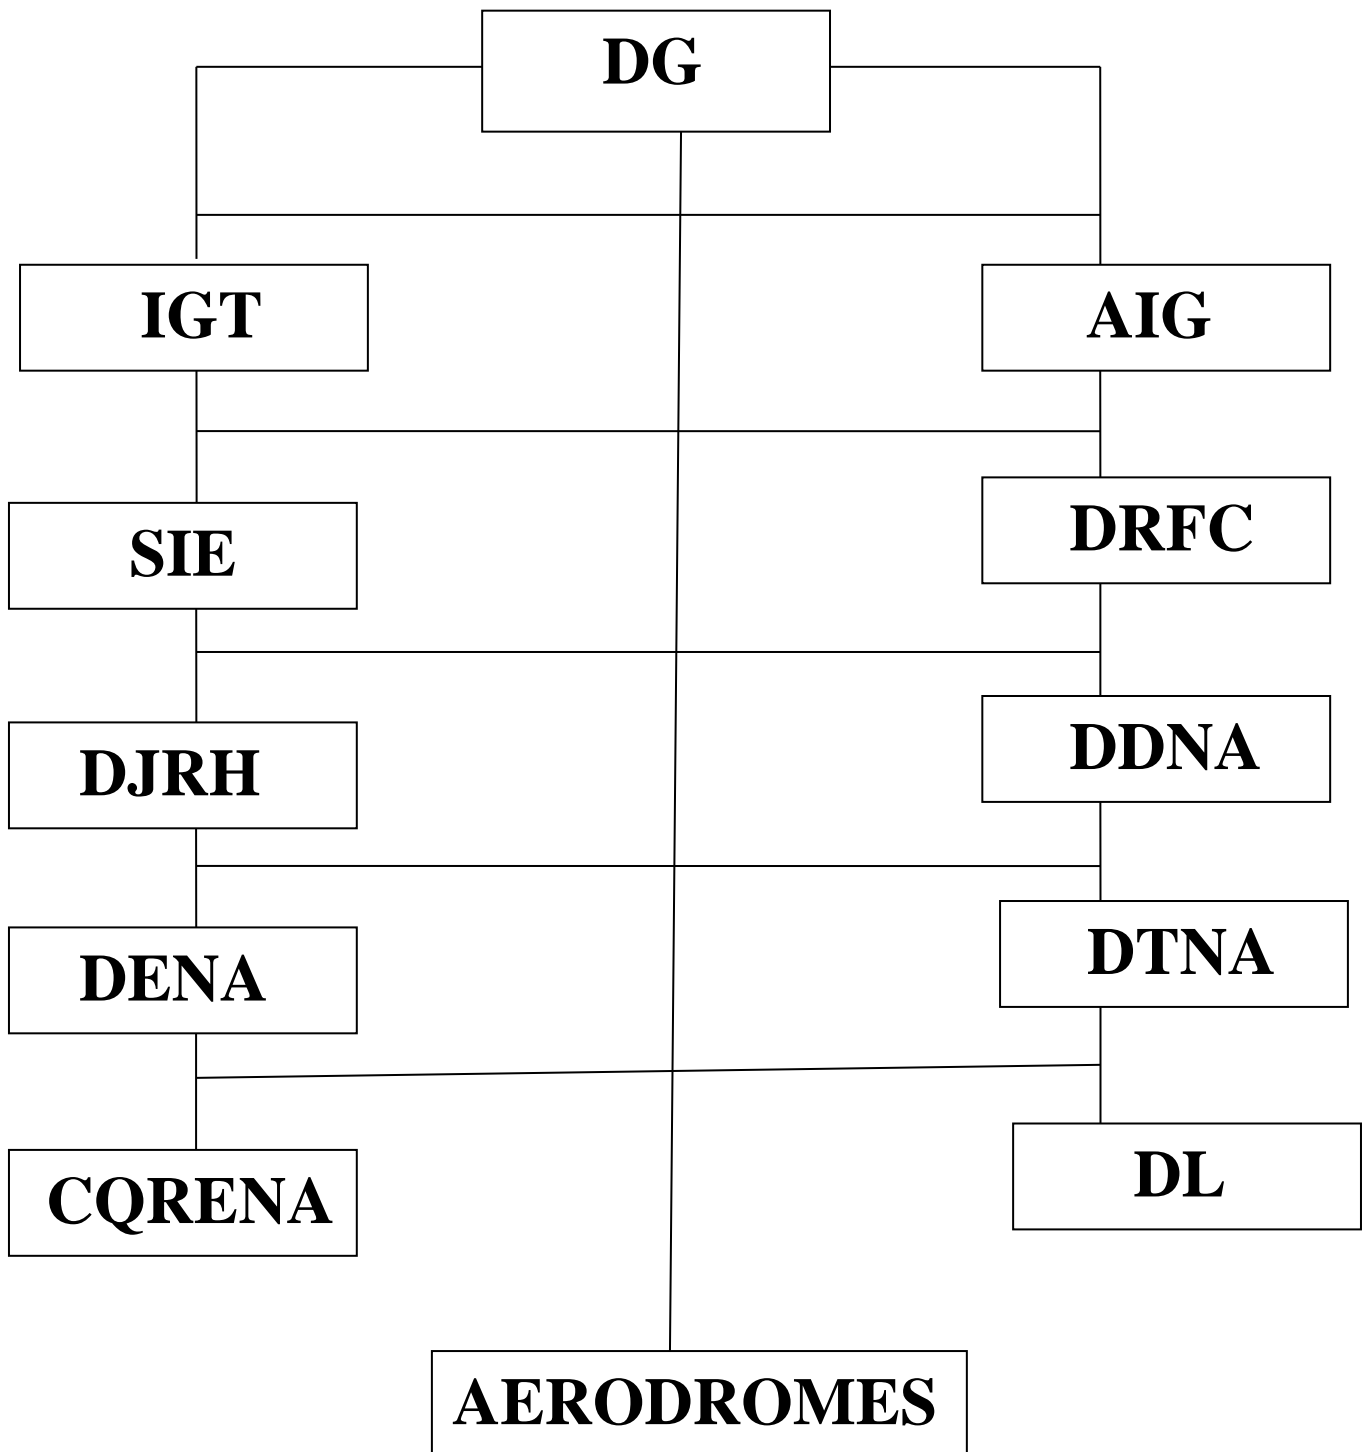 DG
IGT
AIG
SIE
DRFC
DJRH
DDNA
DENA
DTNA
CQRENA
DL
AERODROMES